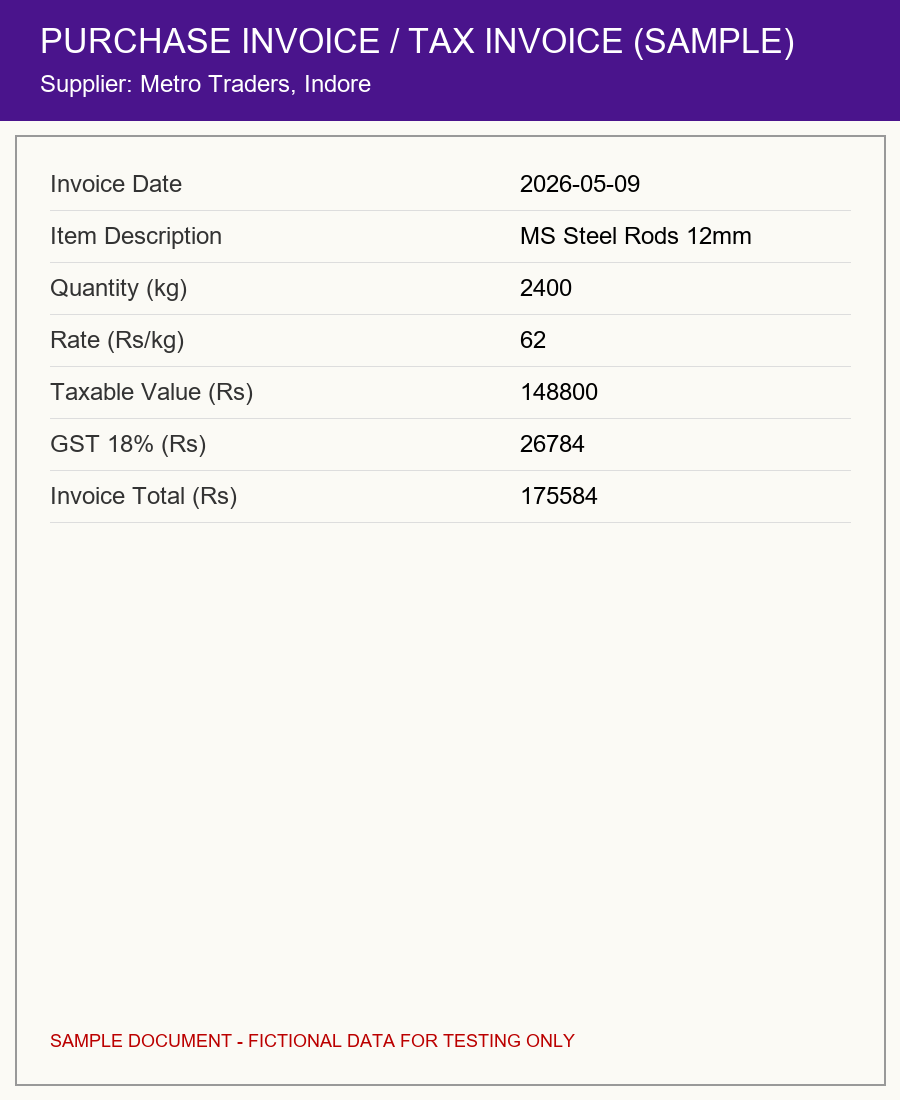 PURCHASE INVOICE / TAX INVOICE (SAMPLE)
Supplier: Metro Traders, Indore
Invoice Date 2026-05-09
Item Description MS Steel Rods 12mm
Quantity (kg) 2400
Rate (Rs/kg) 62
Taxable Value (Rs) 148800
GST 18% (Rs) 26784
Invoice Total (Rs) 175584
SAMPLE DOCUMENT - FICTIONAL DATA FOR TESTING ONLY